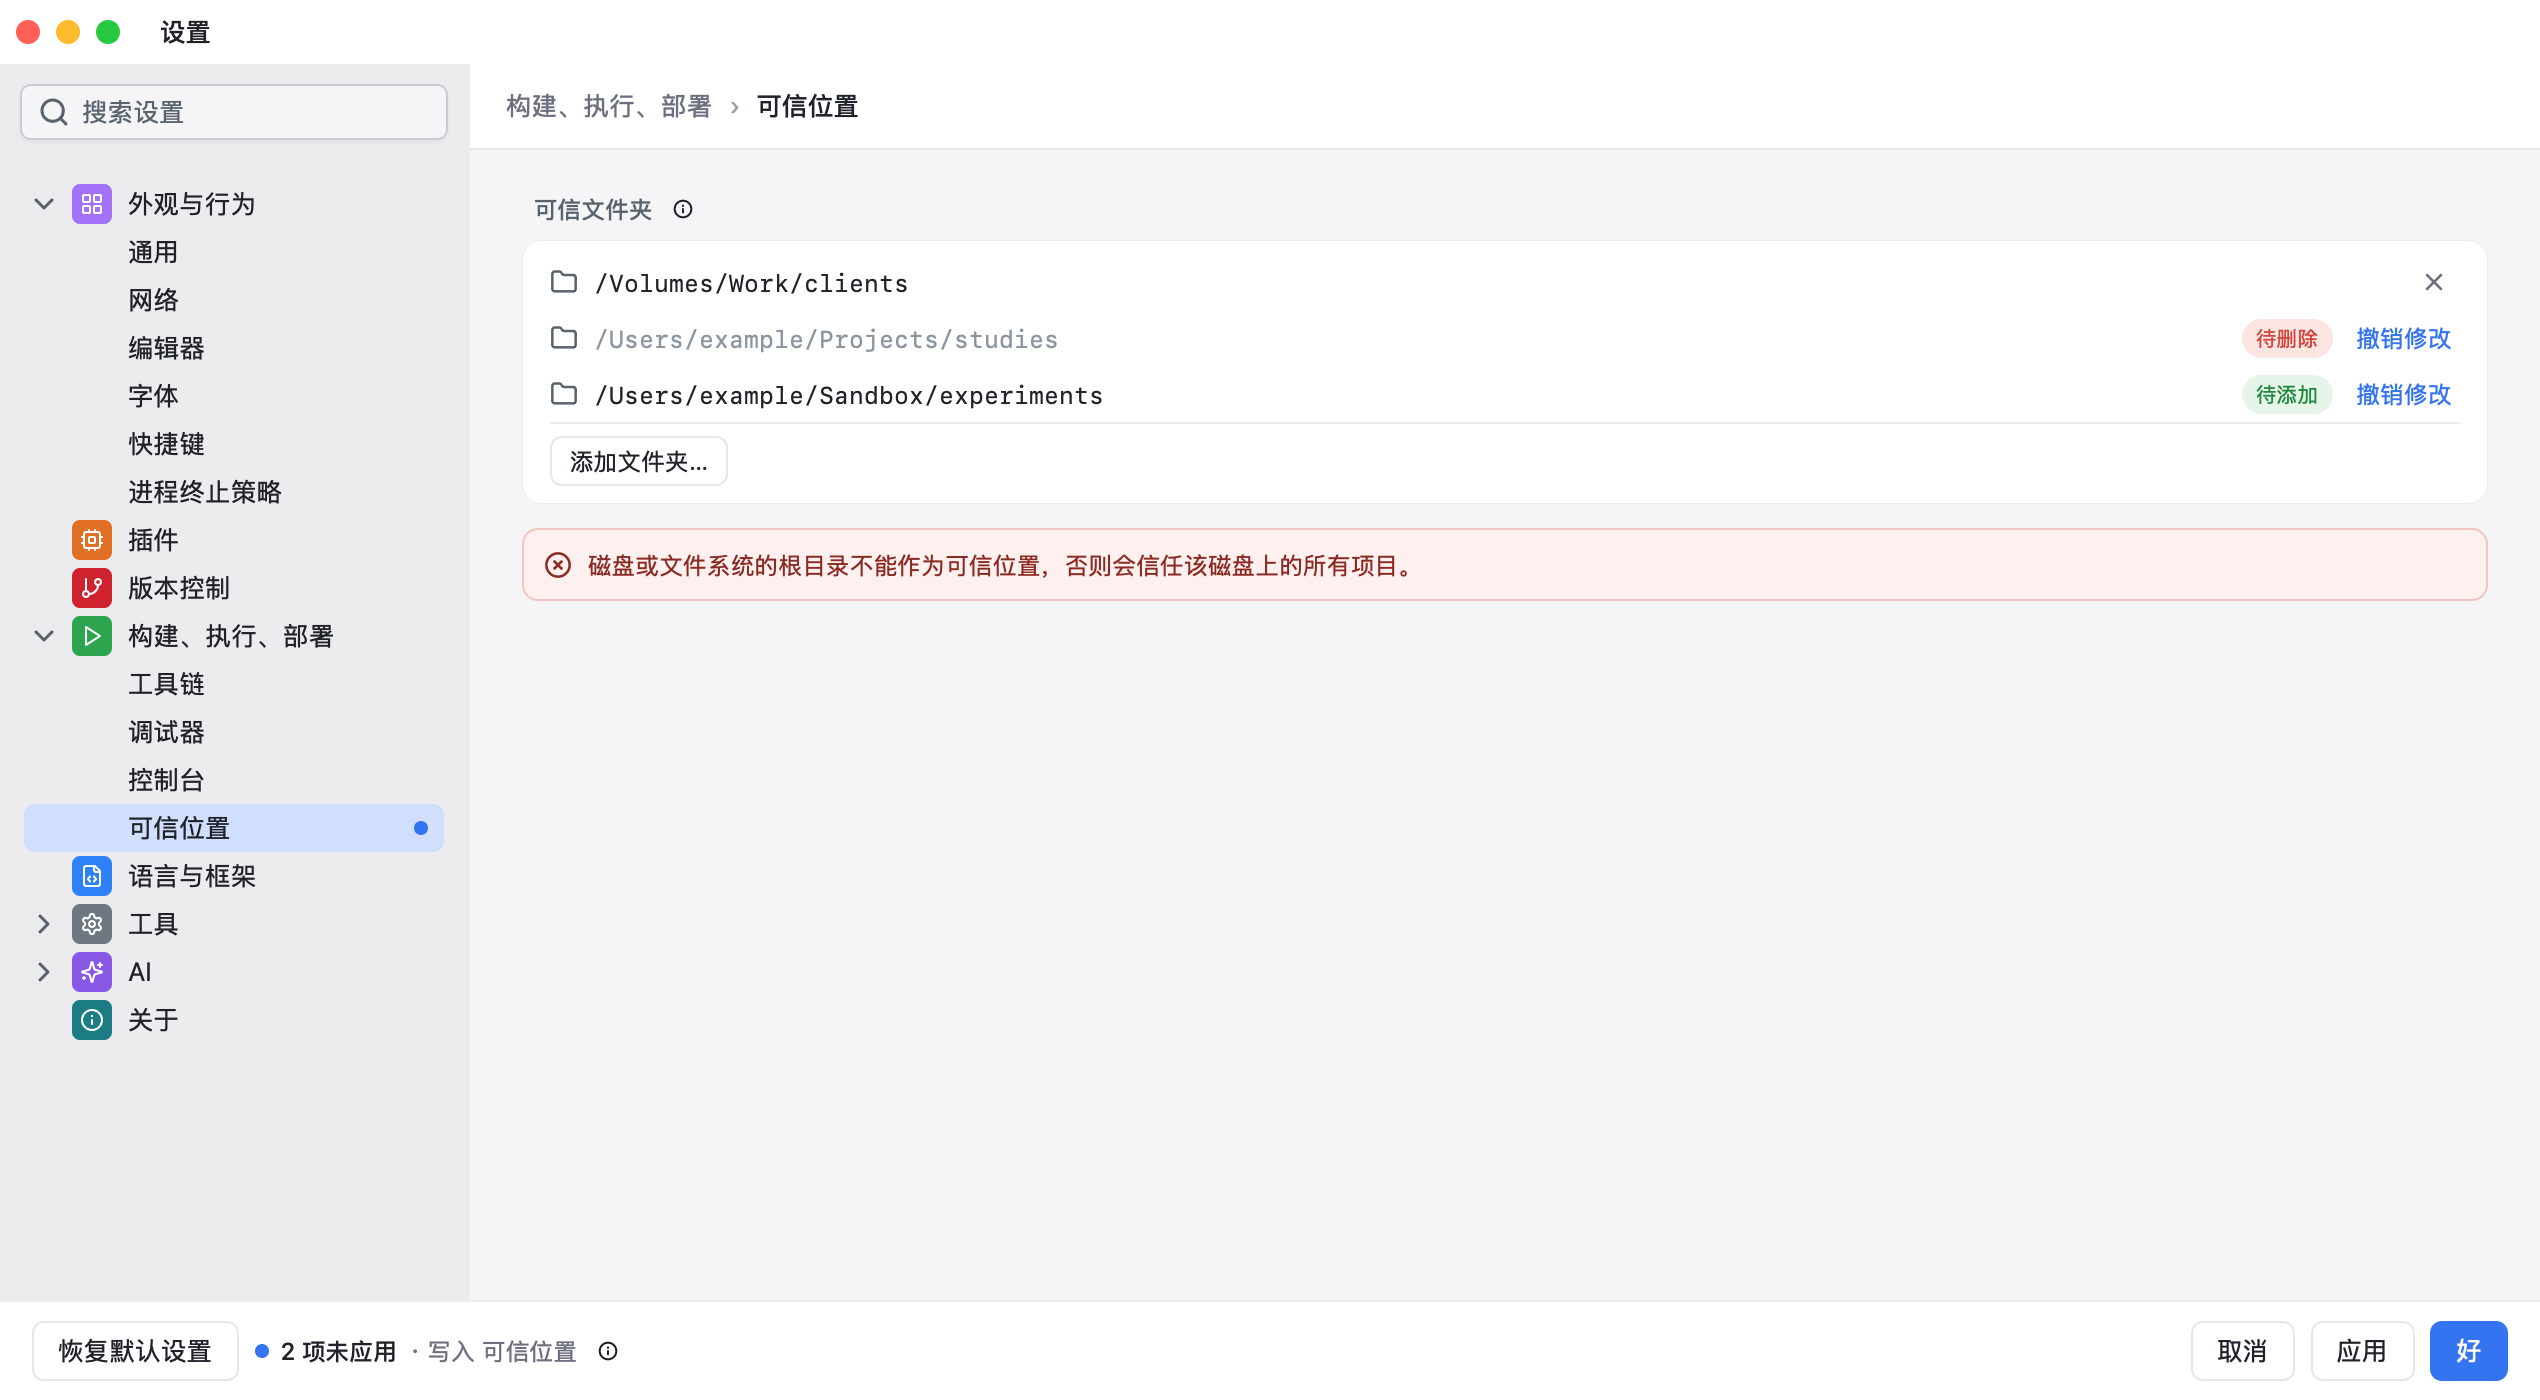 设置
搜索设置
外观与行为
通用
网络
编辑器
字体
快捷键
进程终止策略
插件
版本控制
构建、执行、部署
工具链
调试器
控制台
可信位置
语言与框架
工具
AI
关于
构建、执行、部署 › 可信位置
可信文件夹
/Volumes/Work/clients
/Users/example/Projects/studies 待删除 撤销修改
/Users/example/Sandbox/experiments 待添加 撤销修改
添加文件夹...
磁盘或文件系统的根目录不能作为可信位置，否则会信任该磁盘上的所有项目。
恢复默认设置 2 项未应用 · 写入 可信位置 取消 应用 好